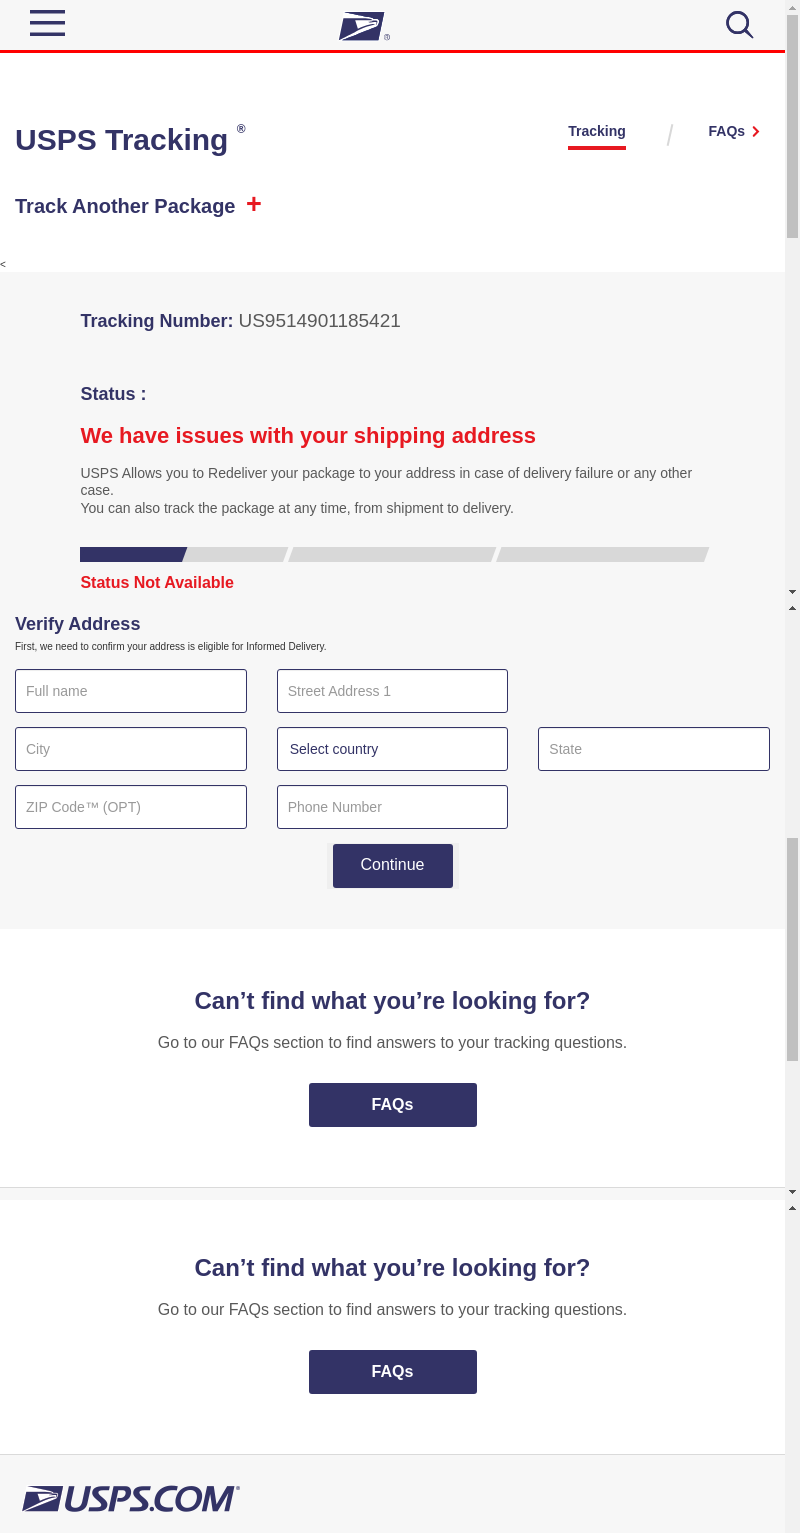 USPS Tracking ®
Tracking
FAQs
Track Another Package +
<
Tracking Number: US9514901185421
Status :
We have issues with your shipping address
USPS Allows you to Redeliver your package to your address in case of delivery failure or any other
case.
You can also track the package at any time, from shipment to delivery.
Status Not Available
Verify Address
First, we need to confirm your address is eligible for Informed Delivery.
Full name
Street Address 1
City
Select country
State
ZIP Code™ (OPT)
Phone Number
Continue
Can’t find what you’re looking for?
Go to our FAQs section to find answers to your tracking questions.
FAQs
Can’t find what you’re looking for?
Go to our FAQs section to find answers to your tracking questions.
FAQs
USPS.COM®